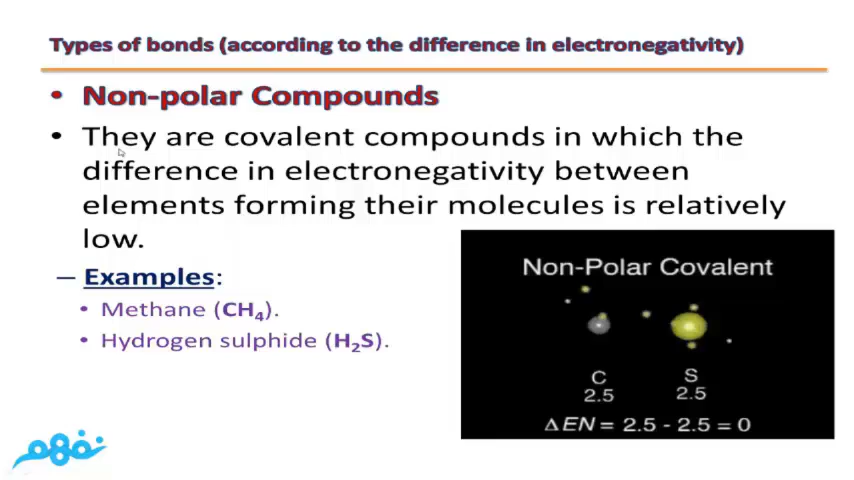 Types of bonds (according to the difference in electronegativity)
• Non-polar Compounds
• They are covalent compounds in which the
difference in electronegativity between
elements forming their molecules is relatively
low.
– Examples:
• Methane (CH₄).
• Hydrogen sulphide (H₂S).
Non-Polar Covalent
C S
2.5 2.5
ΔEN = 2.5 - 2.5 = 0
نفهم